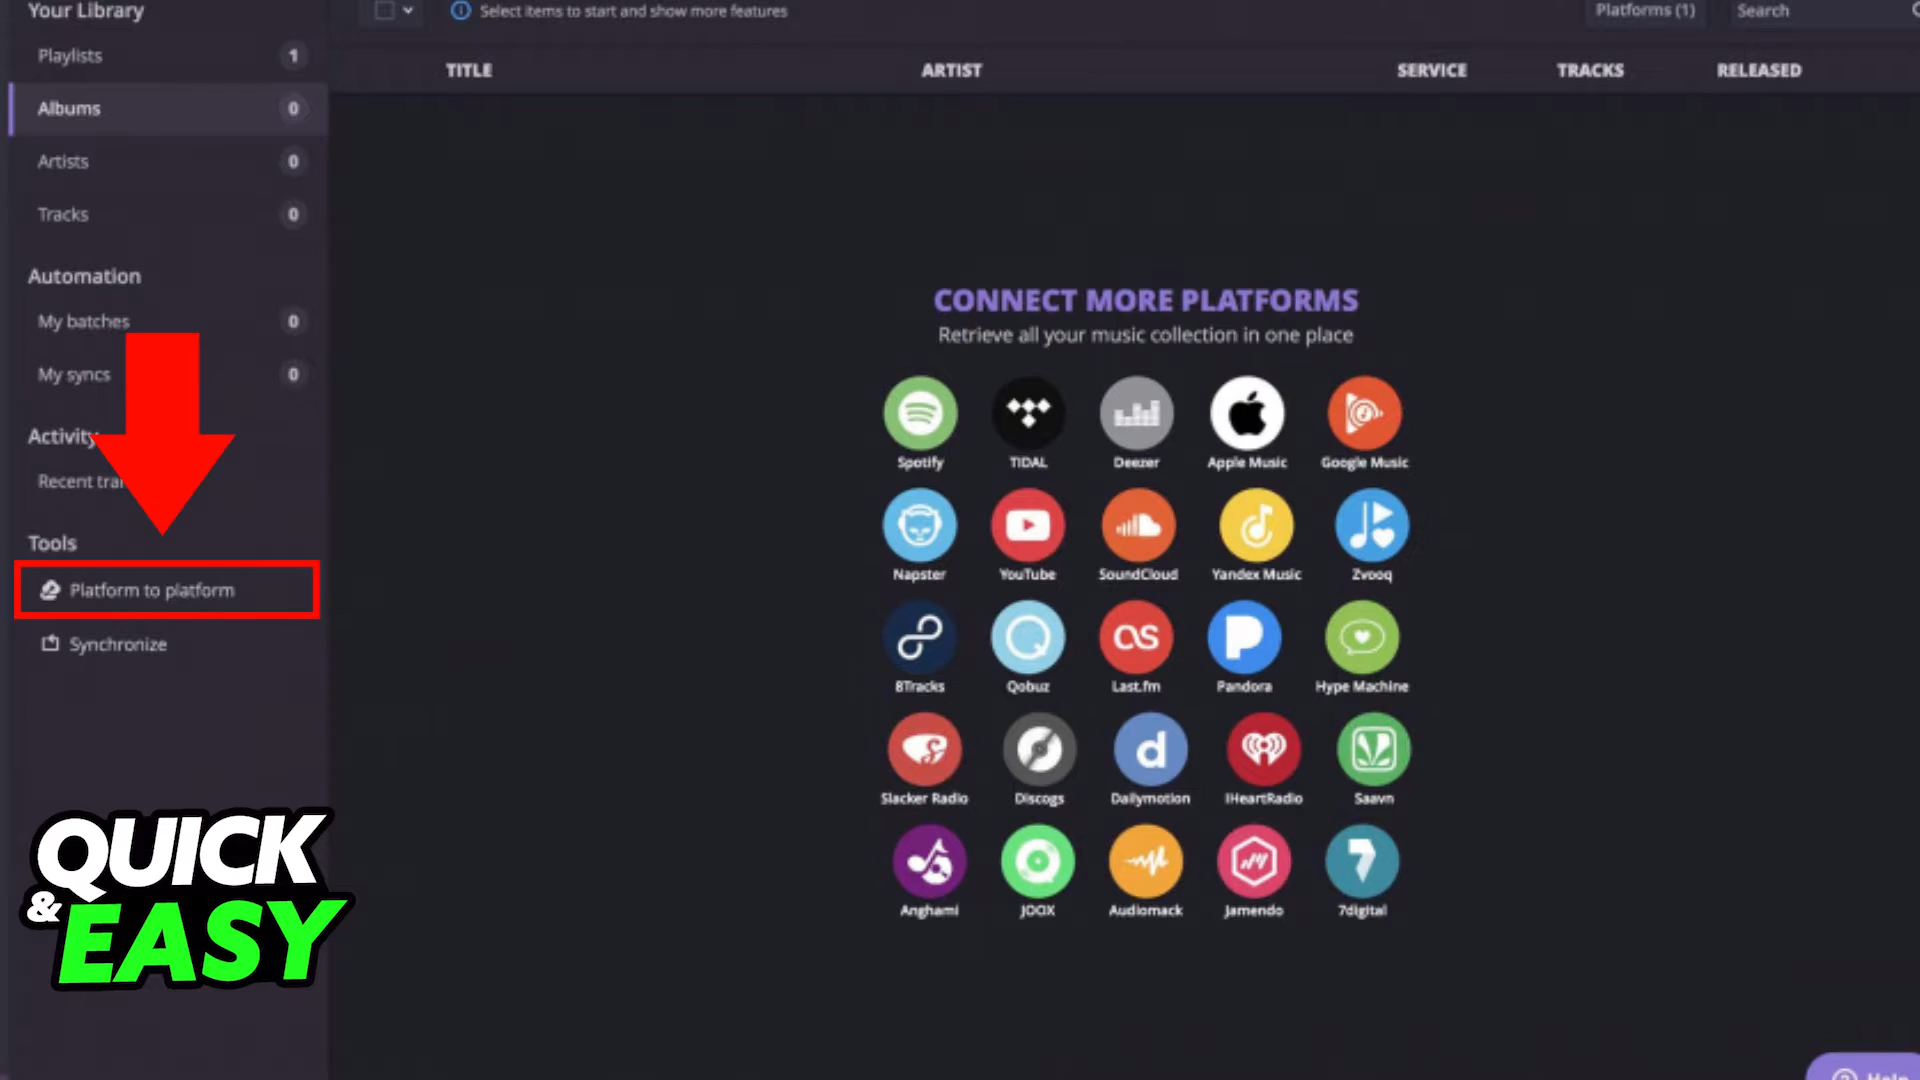 Your Library
Select items to start and show more features
Platforms (1)
Search
Playlists 1
TITLE ARTIST SERVICE TRACKS RELEASED
Albums 0
Artists 0
Tracks 0
Automation
My batches 0
My syncs 0
Activity
Recent tra
Tools
Platform to platform
Synchronize
CONNECT MORE PLATFORMS
Retrieve all your music collection in one place
Spotify TIDAL Deezer Apple Music Google Music
Napster YouTube SoundCloud Yandex Music Zvooq
8Tracks Qobuz Last.fm Pandora Hype Machine
Slacker Radio Discogs Dailymotion iHeartRadio Saavn
Anghami JOOX Audiomack Jamendo 7digital
QUICK
& EASY
Help